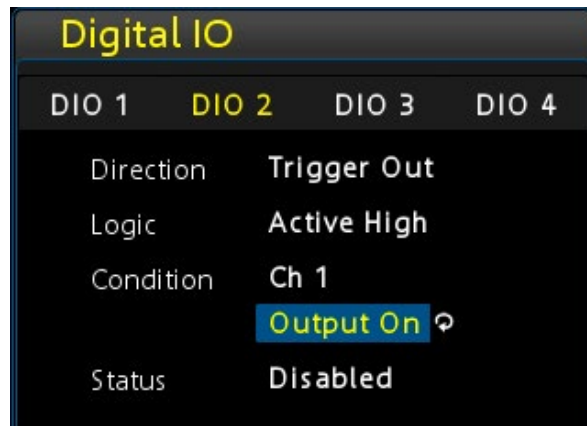 Digital IO
DIO 1 DIO 2 DIO 3 DIO 4
Direction Trigger Out
Logic Active High
Condition Ch 1
Output On
Status Disabled